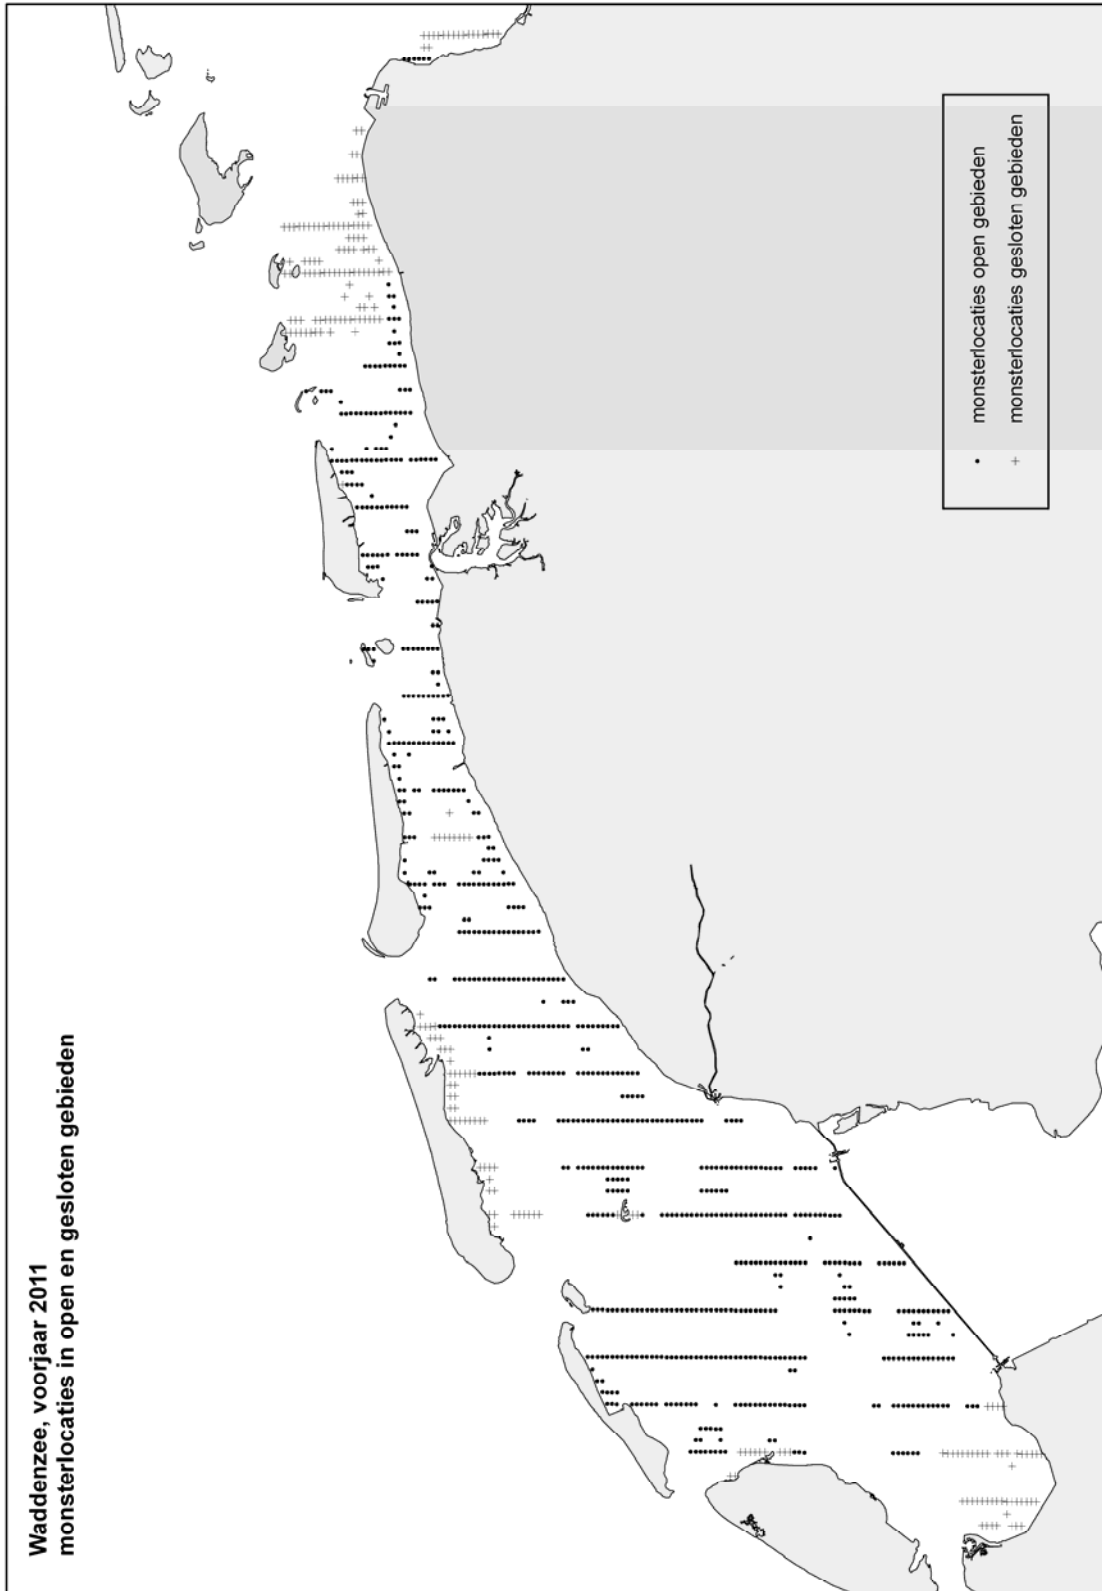 Waddenzee, voorjaar 2011
monsterlocaties in open en gesloten gebieden
monsterlocaties open gebieden
monsterlocaties gesloten gebieden